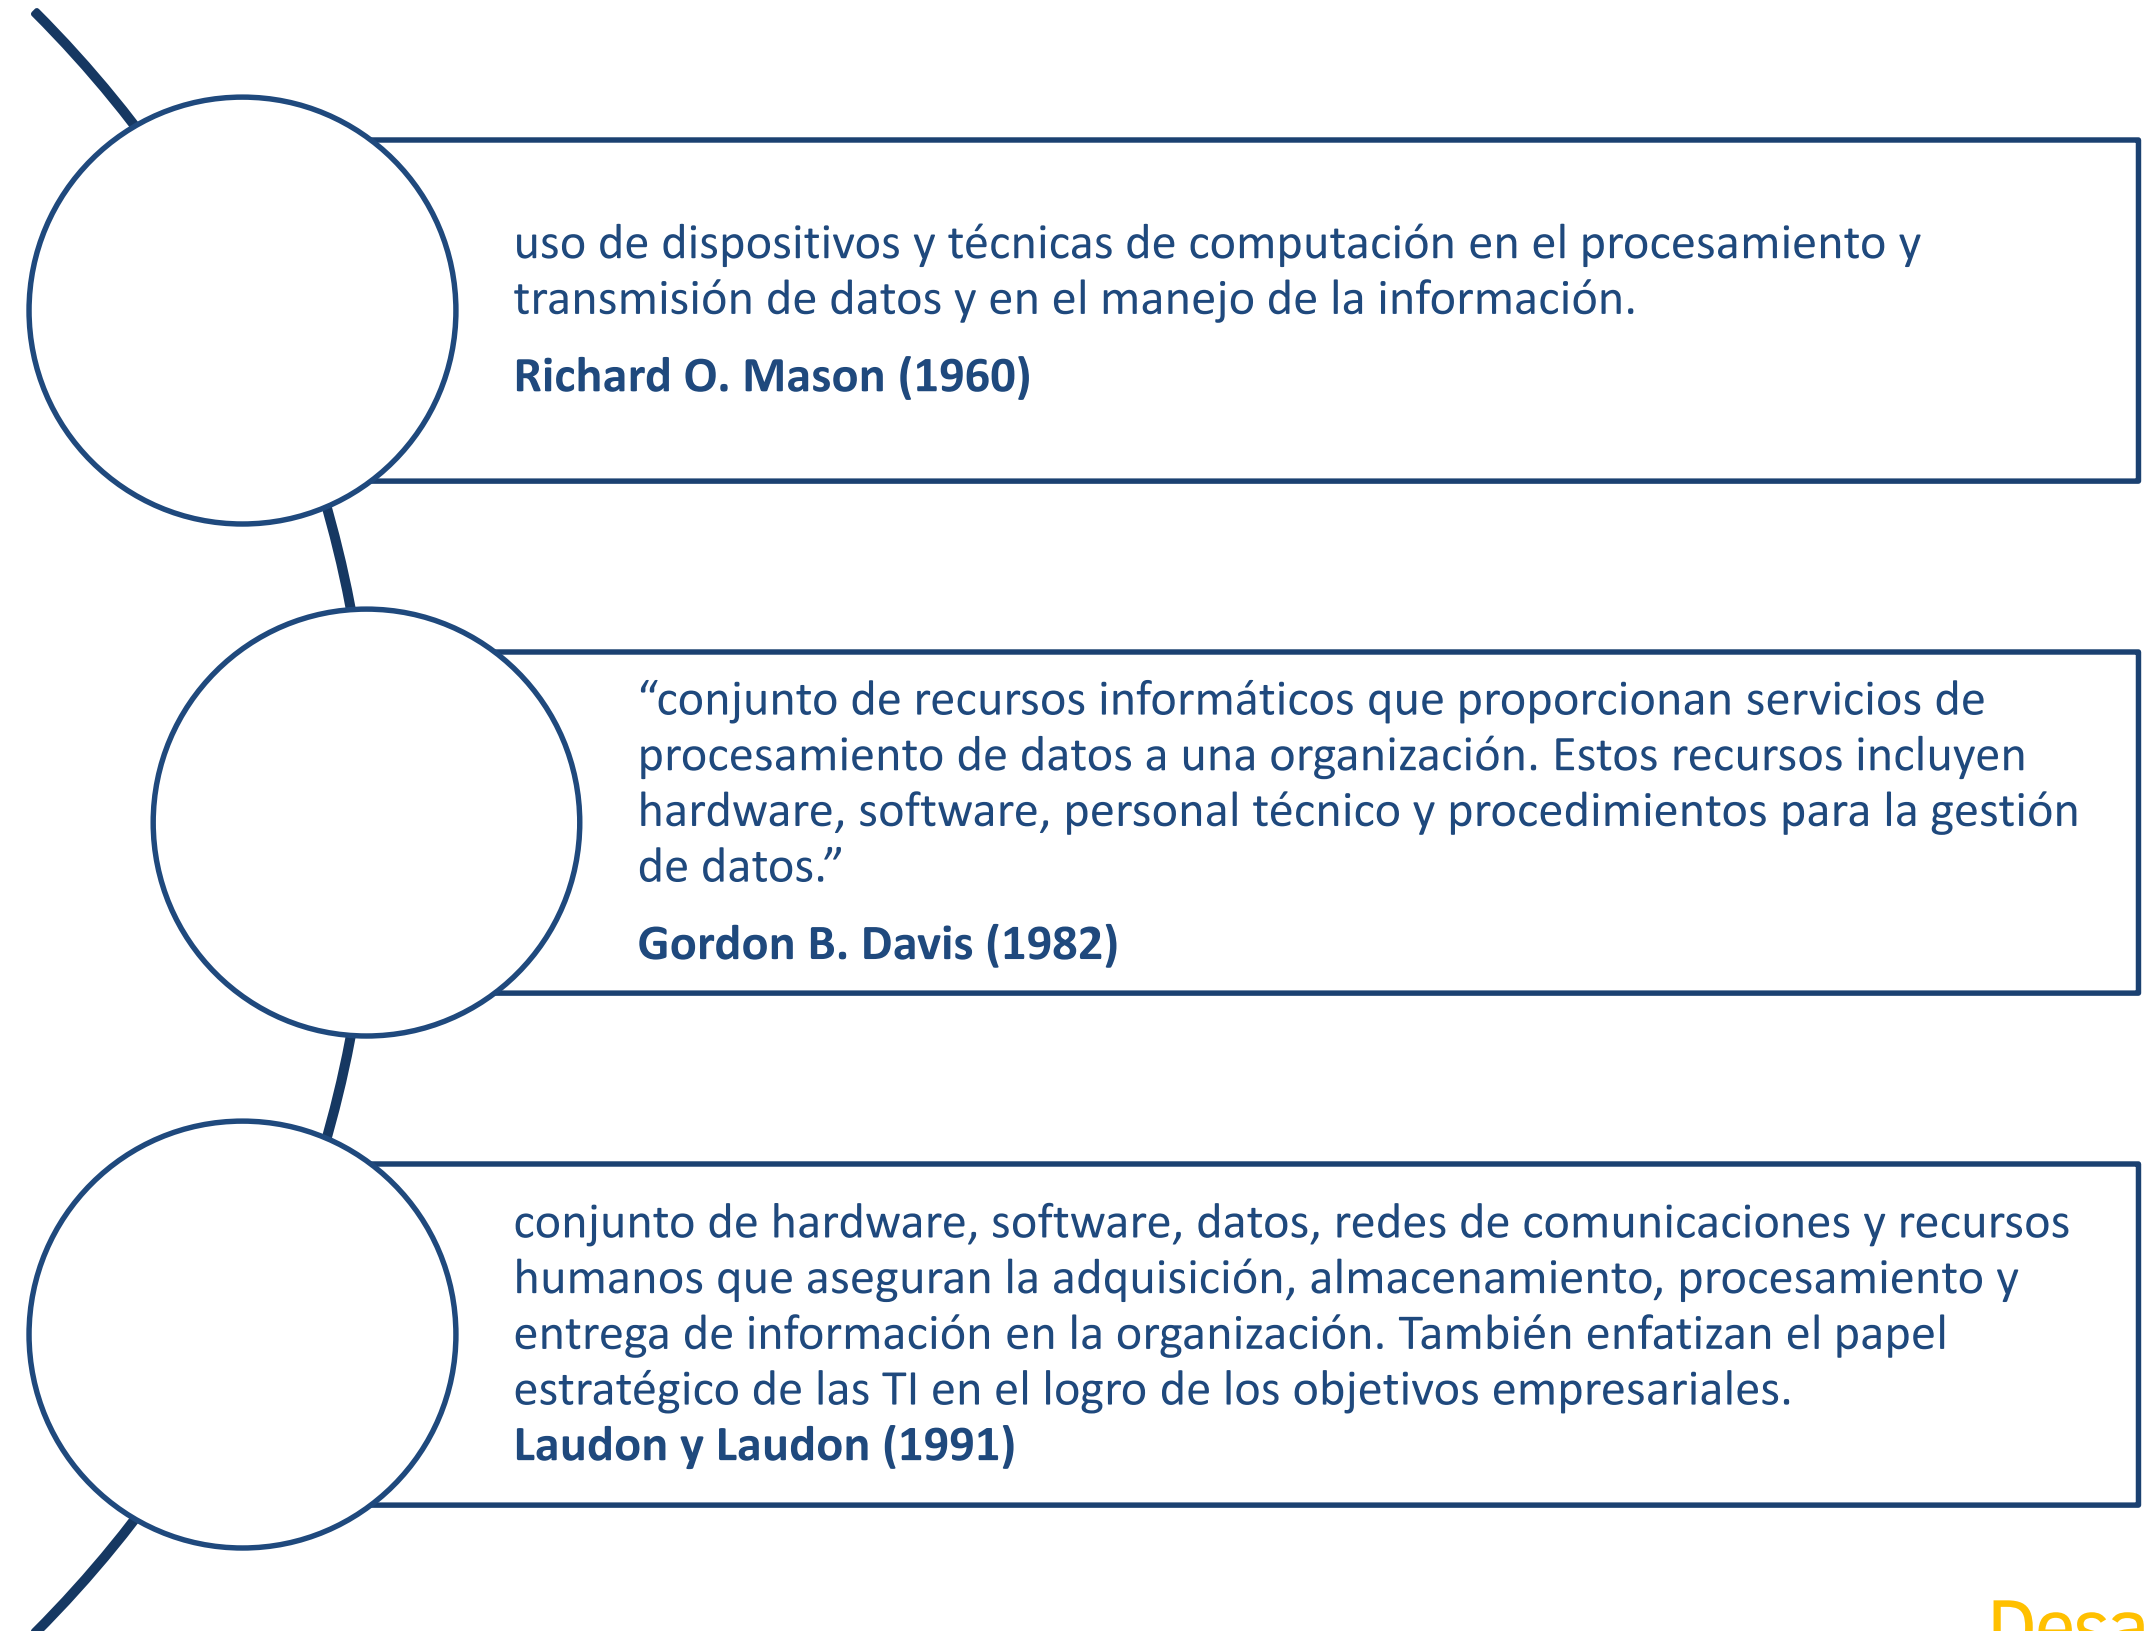 uso de dispositivos y técnicas de computación en el procesamiento y
transmisión de datos y en el manejo de la información.
Richard O. Mason (1960)
“conjunto de recursos informáticos que proporcionan servicios de
procesamiento de datos a una organización. Estos recursos incluyen
hardware, software, personal técnico y procedimientos para la gestión
de datos.”
Gordon B. Davis (1982)
conjunto de hardware, software, datos, redes de comunicaciones y recursos
humanos que aseguran la adquisición, almacenamiento, procesamiento y
entrega de información en la organización. También enfatizan el papel
estratégico de las TI en el logro de los objetivos empresariales.
Laudon y Laudon (1991)